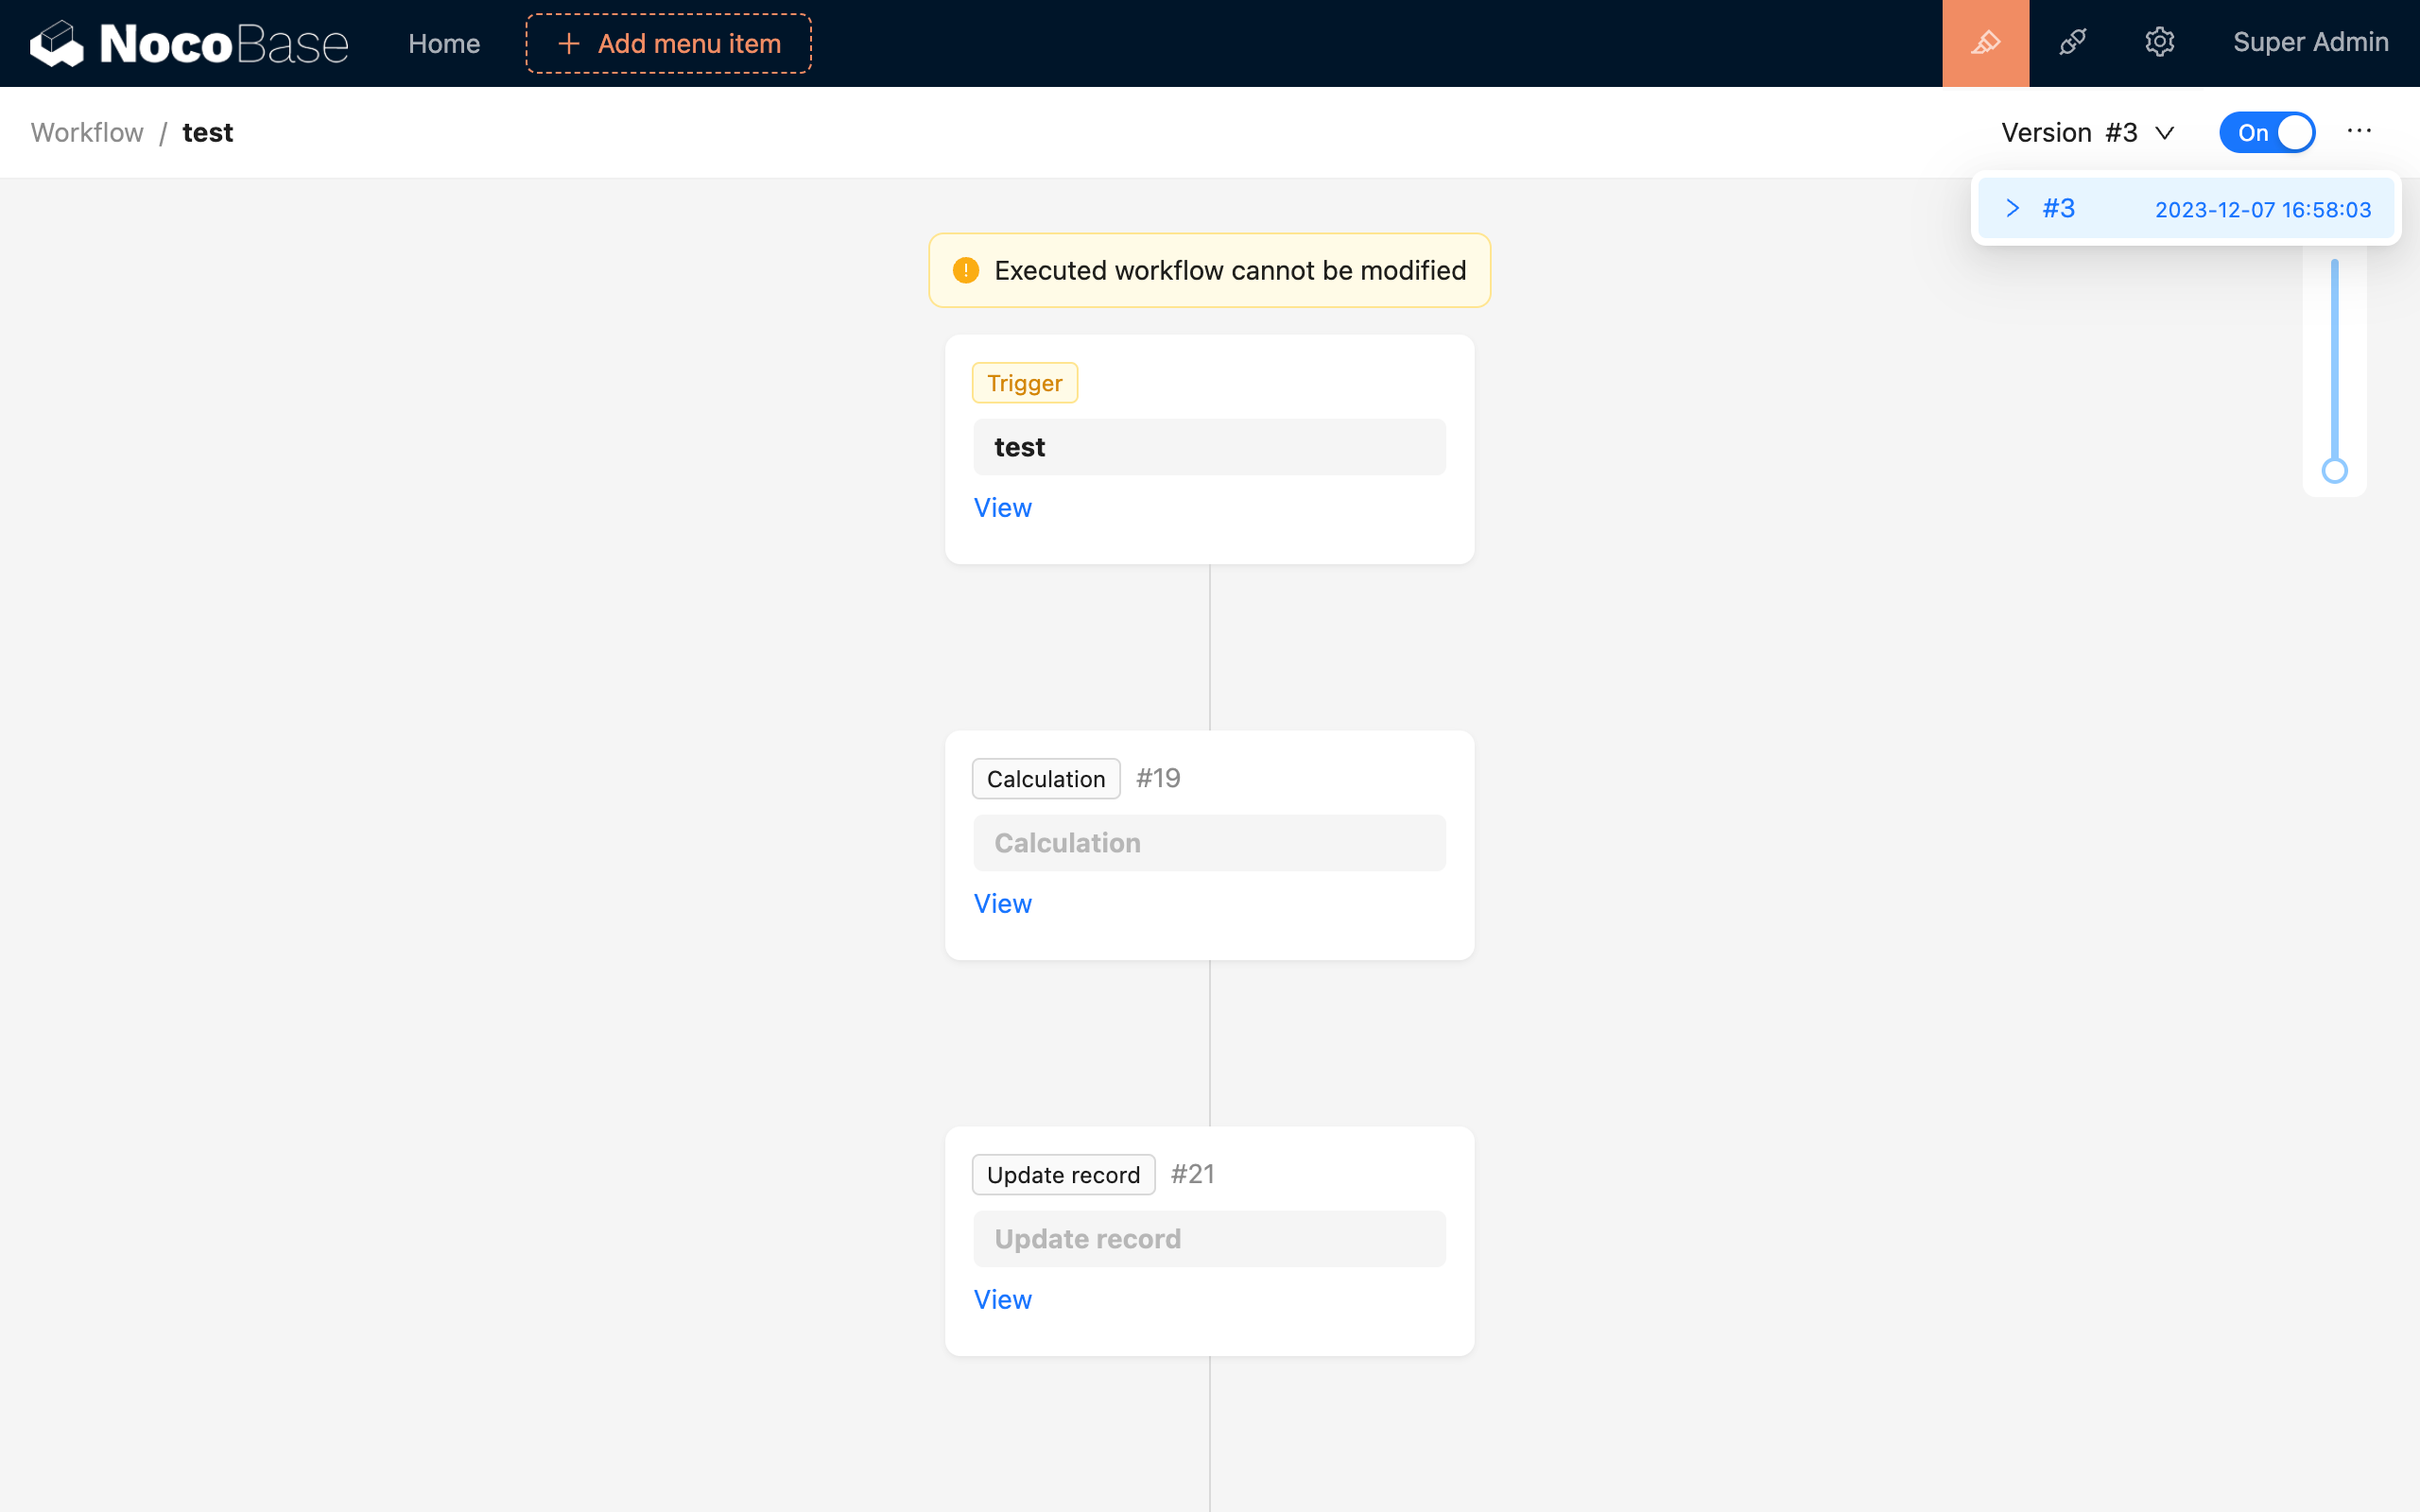 NocoBase
Home
Add menu item
Super Admin
Workflow / test
Version #3
On
#3 2023-12-07 16:58:03
Executed workflow cannot be modified
Trigger
test
View
Calculation #19
Calculation
View
Update record #21
Update record
View